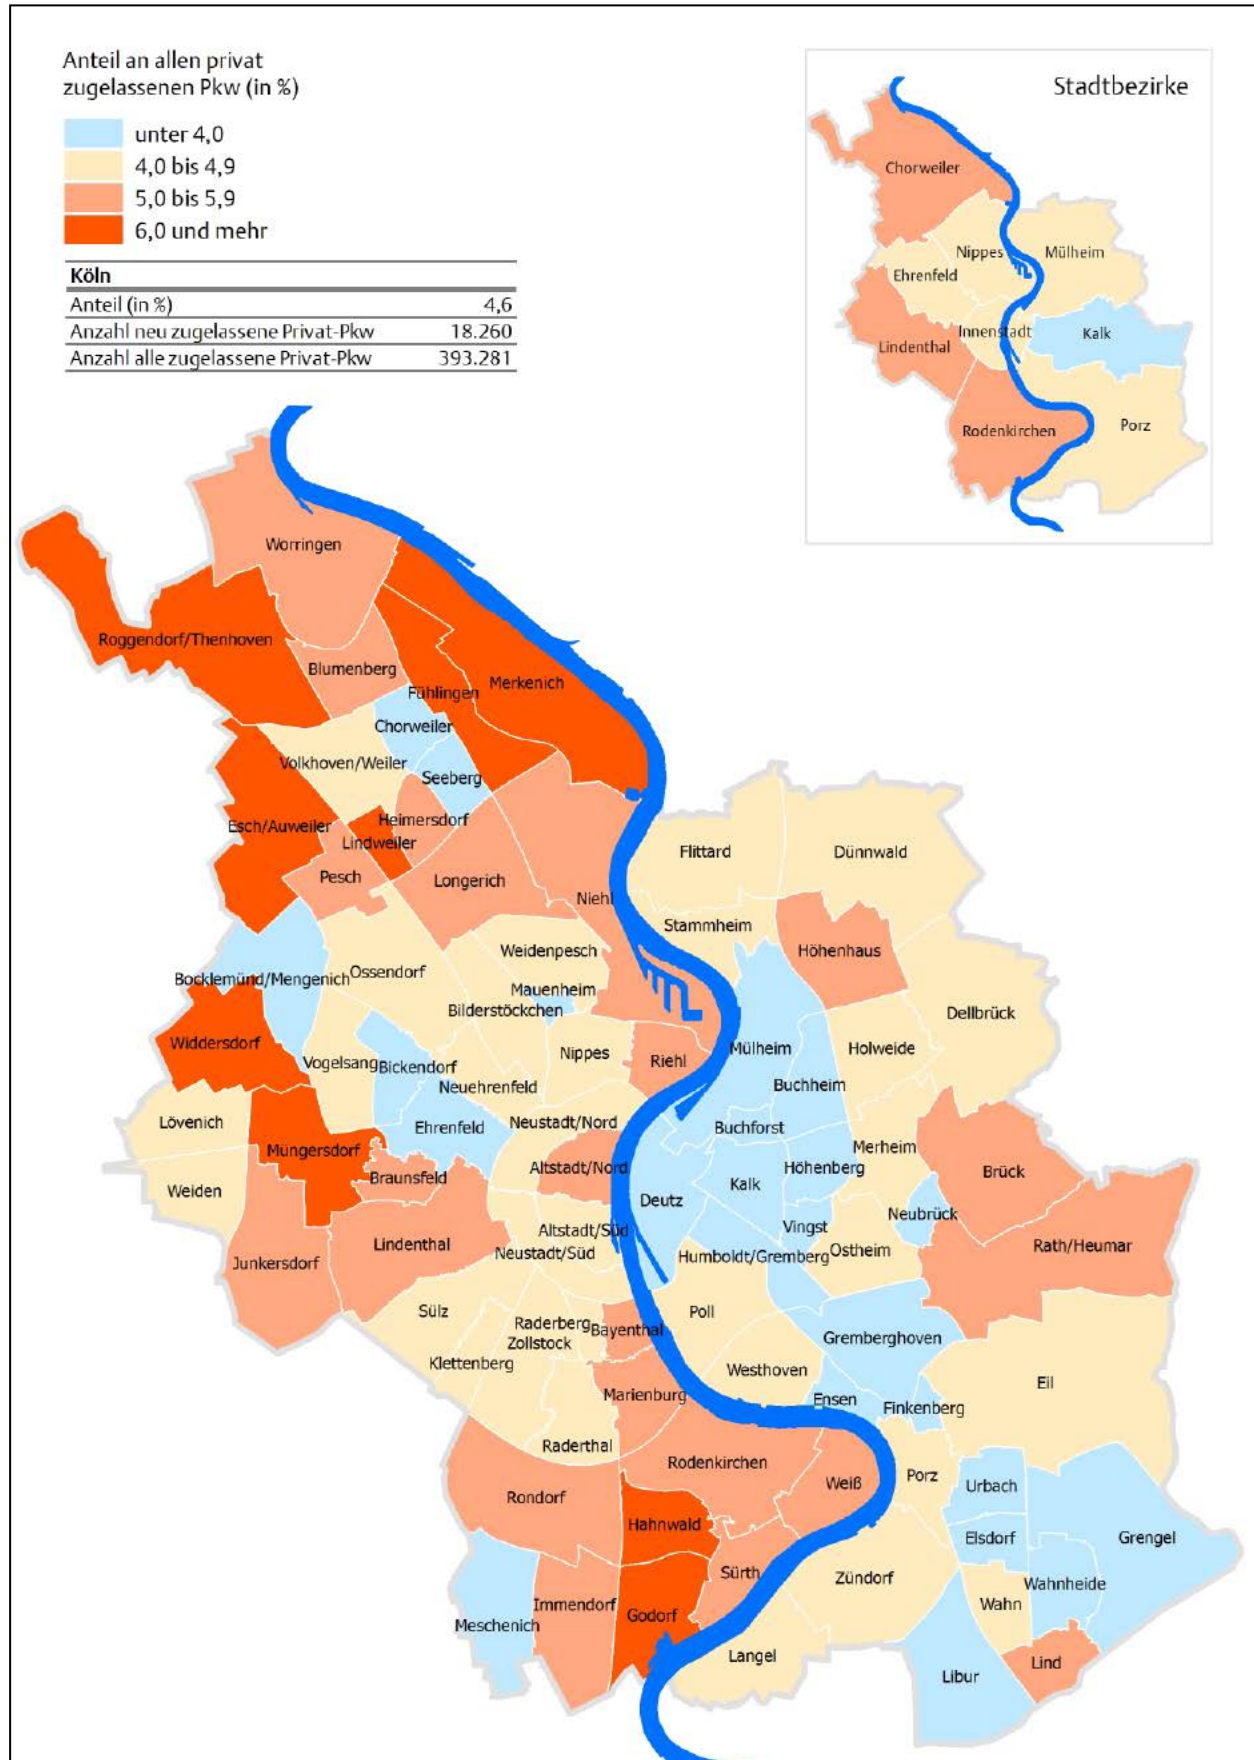 Anteil an allen privat
zugelassenen Pkw (in %)
unter 4,0
4,0 bis 4,9
5,0 bis 5,9
6,0 und mehr
Köln
Anteil (in %) 4,6
Anzahl neu zugelassene Privat-Pkw 18.260
Anzahl alle zugelassene Privat-Pkw 393.281
Stadtbezirke
Chorweiler
Nippes
Mülheim
Ehrenfeld
Innenstadt
Kalk
Lindenthal
Rodenkirchen
Porz
Worringen
Roggendorf/Thenhoven
Blumenberg
Fühlingen
Merkenich
Chorweiler
Volkhoven/Weiler
Seeberg
Esch/Auweiler
Heimersdorf
Lindweiler
Pesch
Longerich
Niehl
Flittard
Dünnwald
Stammheim
Höhenhaus
Weidenpesch
Bocklemünd/Mengenich
Ossendorf
Mauenheim
Bilderstöckchen
Dellbrück
Widdersdorf
Vogelsang
Bickendorf
Nippes
Riehl
Mülheim
Holweide
Neuehrenfeld
Buchheim
Lövenich
Ehrenfeld
Neustadt/Nord
Buchforst
Müngersdorf
Merheim
Braunsfeld
Altstadt/Nord
Höhenberg
Brück
Weiden
Kalk
Deutz
Neubrück
Altstadt/Süd
Vingst
Junkersdorf
Lindenthal
Neustadt/Süd
Humboldt/Gremberg
Ostheim
Rath/Heumar
Sülz
Raderberg
Zollstock
Bayenthal
Poll
Gremberghoven
Klettenberg
Westhoven
Eil
Marienburg
Ensen
Finkenberg
Raderthal
Rodenkirchen
Porz
Weiß
Urbach
Rondorf
Hahnwald
Elsdorf
Grengel
Sürth
Zündorf
Wahnheide
Immendorf
Wahn
Meschenich
Godorf
Langel
Lind
Libur